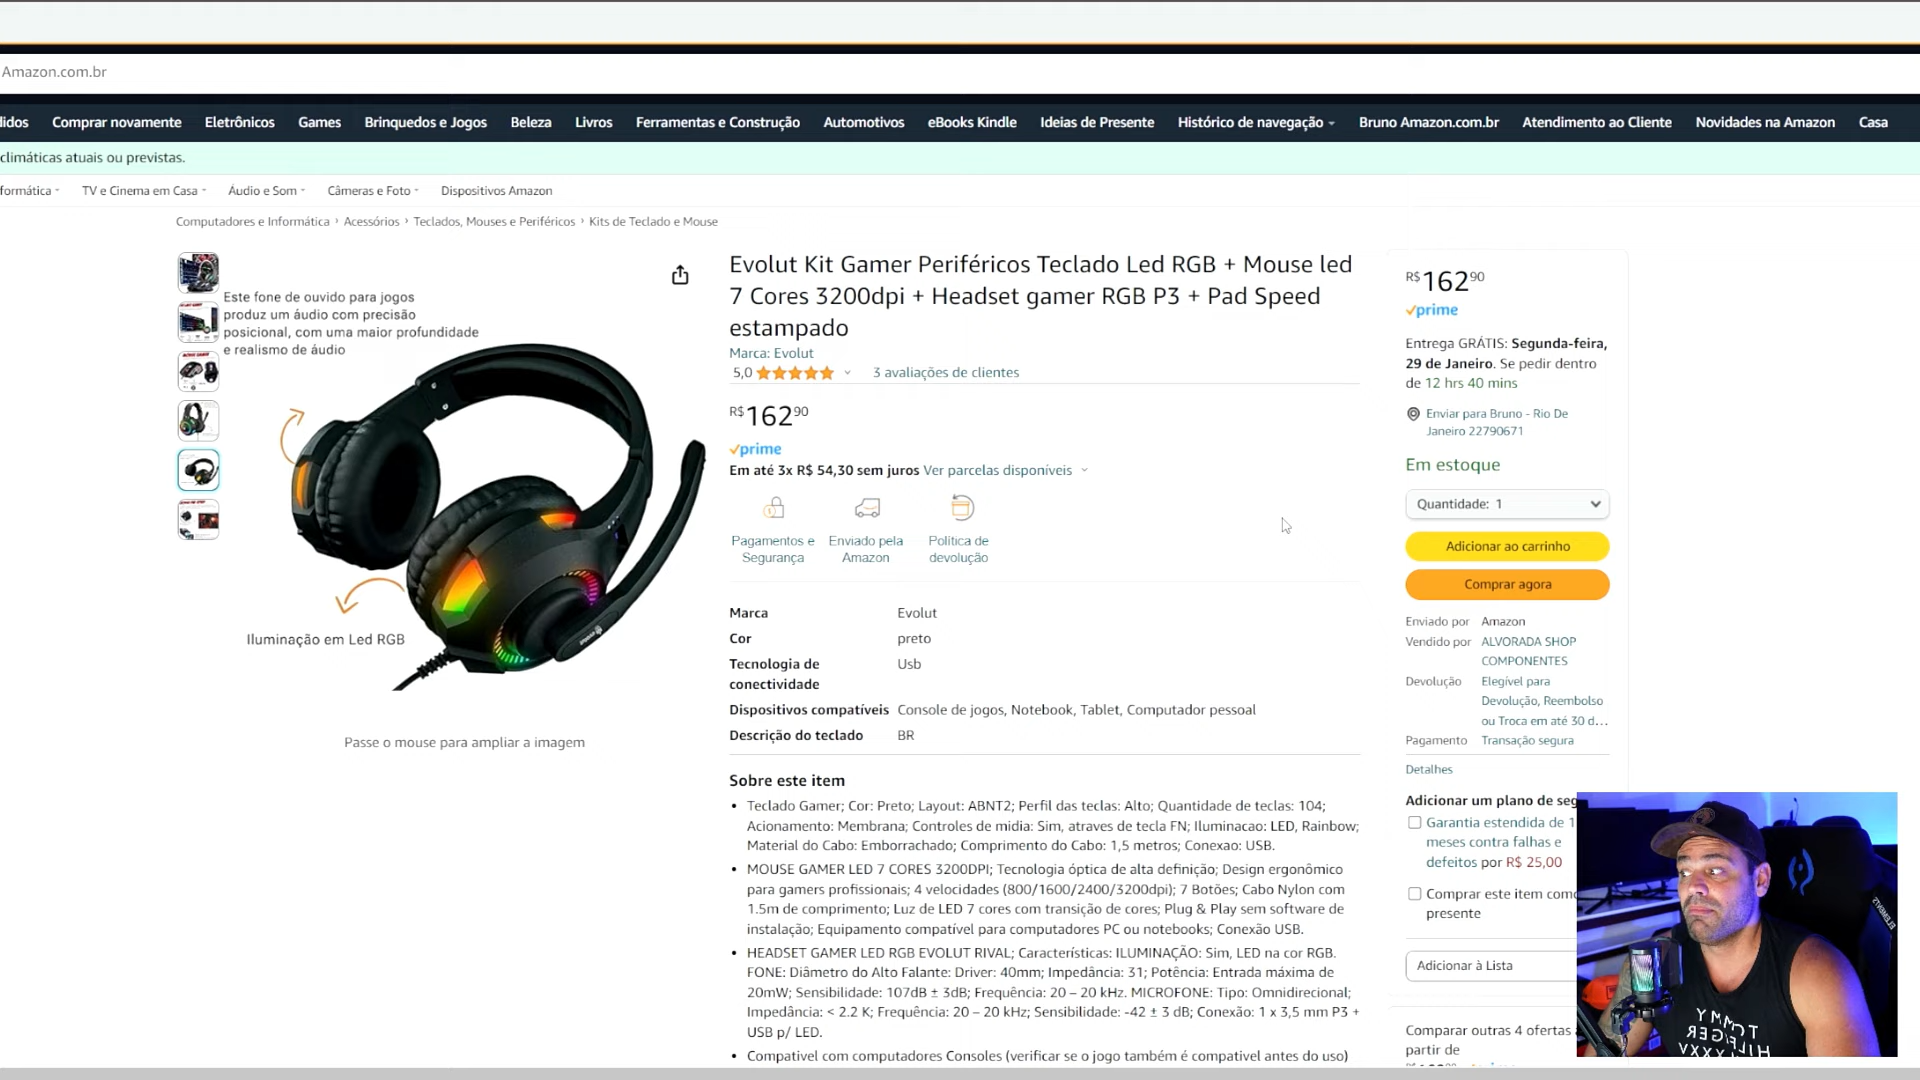 Amazon.com.br
Comprar novamente Eletrônicos Games Brinquedos e Jogos Beleza Livros Ferramentas e Construção Automotivos eBooks Kindle Ideias de Presente Histórico de navegação Bruno Amazon.com.br Atendimento ao Cliente Novidades na Amazon Casa
climáticas atuais ou previstas.
formática TV e Cinema em Casa Áudio e Som Câmeras e Foto Dispositivos Amazon
Computadores e Informática › Acessórios › Teclados, Mouses e Periféricos › Kits de Teclado e Mouse
Este fone de ouvido para jogos
produz um áudio com precisão
posicional, com uma maior profundidade
e realismo de áudio
Iluminação em Led RGB
Passe o mouse para ampliar a imagem
Evolut Kit Gamer Periféricos Teclado Led RGB + Mouse led
7 Cores 3200dpi + Headset gamer RGB P3 + Pad Speed
estampado
Marca: Evolut
5,0 3 avaliações de clientes
R$ 162 90
prime
Em até 3x R$ 54,30 sem juros Ver parcelas disponíveis
Pagamentos e
Segurança
Enviado pela
Amazon
Política de
devolução
Marca Evolut
Cor preto
Tecnologia de
conectividade
Usb
Dispositivos compatíveis Console de jogos, Notebook, Tablet, Computador pessoal
Descrição do teclado BR
Sobre este item
• Teclado Gamer; Cor: Preto; Layout: ABNT2; Perfil das teclas: Alto; Quantidade de teclas: 104;
Acionamento: Membrana; Controles de midia: Sim, atraves de tecla FN; Iluminacao: LED, Rainbow;
Material do Cabo: Emborrachado; Comprimento do Cabo: 1,5 metros; Conexao: USB.
• MOUSE GAMER LED 7 CORES 3200DPI; Tecnologia óptica de alta definição; Design ergonômico
para gamers profissionais; 4 velocidades (800/1600/2400/3200dpi); 7 Botões; Cabo Nylon com
1.5m de comprimento; Luz de LED 7 cores com transição de cores; Plug & Play sem software de
instalação; Equipamento compatível para computadores PC ou notebooks; Conexão USB.
• HEADSET GAMER LED RGB EVOLUT RIVAL; Características: ILUMINAÇÃO: Sim, LED na cor RGB.
FONE: Diâmetro do Alto Falante: Driver: 40mm; Impedância: 31; Potência: Entrada máxima de
20mW; Sensibilidade: 107dB ± 3dB; Frequência: 20 – 20 kHz. MICROFONE: Tipo: Omnidirecional;
Impedância: < 2.2 K; Frequência: 20 – 20 kHz; Sensibilidade: -42 ± 3 dB; Conexão: 1 x 3,5 mm P3 +
USB p/ LED.
• Compativel com computadores Consoles (verificar se o jogo também é compativel antes do uso)
R$ 162 90
prime
Entrega GRÁTIS: Segunda-feira,
29 de Janeiro. Se pedir dentro
de 12 hrs 40 mins
Enviar para Bruno - Rio De
Janeiro 22790671
Em estoque
Quantidade: 1
Adicionar ao carrinho
Comprar agora
Enviado por Amazon
Vendido por ALVORADA SHOP
COMPONENTES
Devolução Elegível para
Devolução, Reembolso
ou Troca em até 30 d…
Pagamento Transação segura
Detalhes
Adicionar um plano de seg
Garantia estendida de 1
meses contra falhas e
defeitos por R$ 25,00
Comprar este item como
presente
Adicionar à Lista
Comparar outras 4 ofertas a
partir de
TOMMY